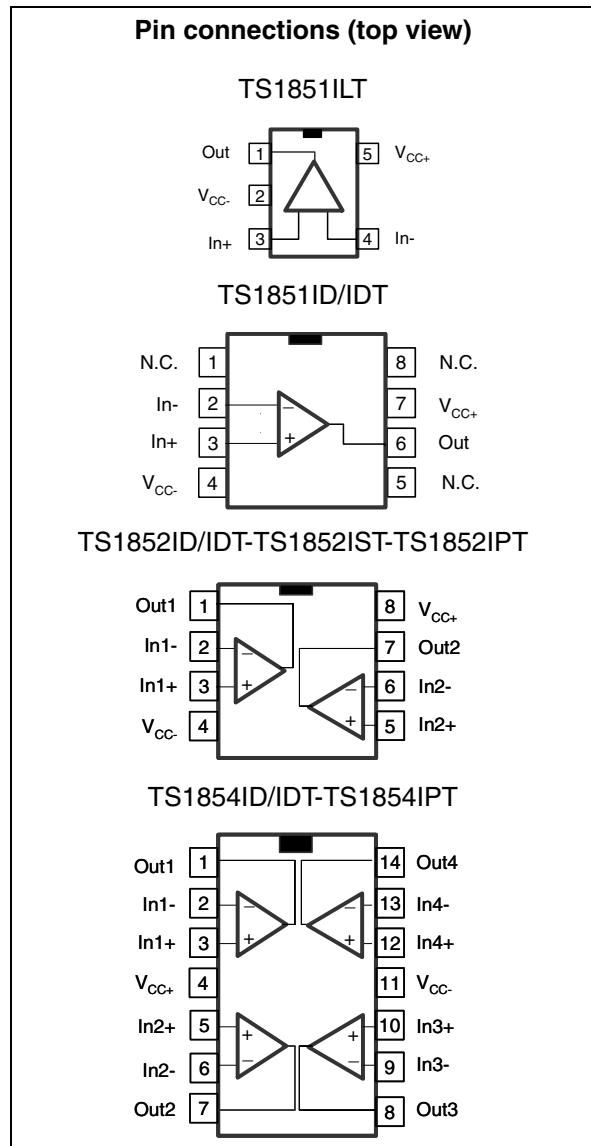 Pin connections (top view)
TS1851ILT
Out 1 5 VCC+
VCC- 2
In+ 3 4 In-
TS1851ID/IDT
N.C. 1 8 N.C.
In- 2 − 7 VCC+
In+ 3 + 6 Out
VCC- 4 5 N.C.
TS1852ID/IDT-TS1852IST-TS1852IPT
Out1 1 8 VCC+
In1- 2 − 7 Out2
In1+ 3 + − 6 In2-
VCC- 4 + 5 In2+
TS1854ID/IDT-TS1854IPT
Out1 1 14 Out4
In1- 2 − − 13 In4-
In1+ 3 + + 12 In4+
VCC+ 4 11 VCC-
In2+ 5 + + 10 In3+
In2- 6 − − 9 In3-
Out2 7 8 Out3